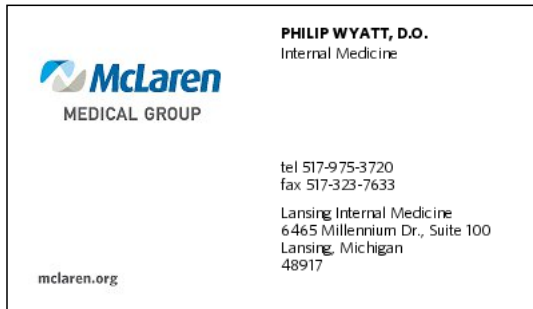 McLaren
MEDICAL GROUP
mclaren.org
PHILIP WYATT, D.O.
Internal Medicine
tel 517-975-3720
fax 517-323-7633
Lansing Internal Medicine
6465 Millennium Dr., Suite 100
Lansing, Michigan
48917